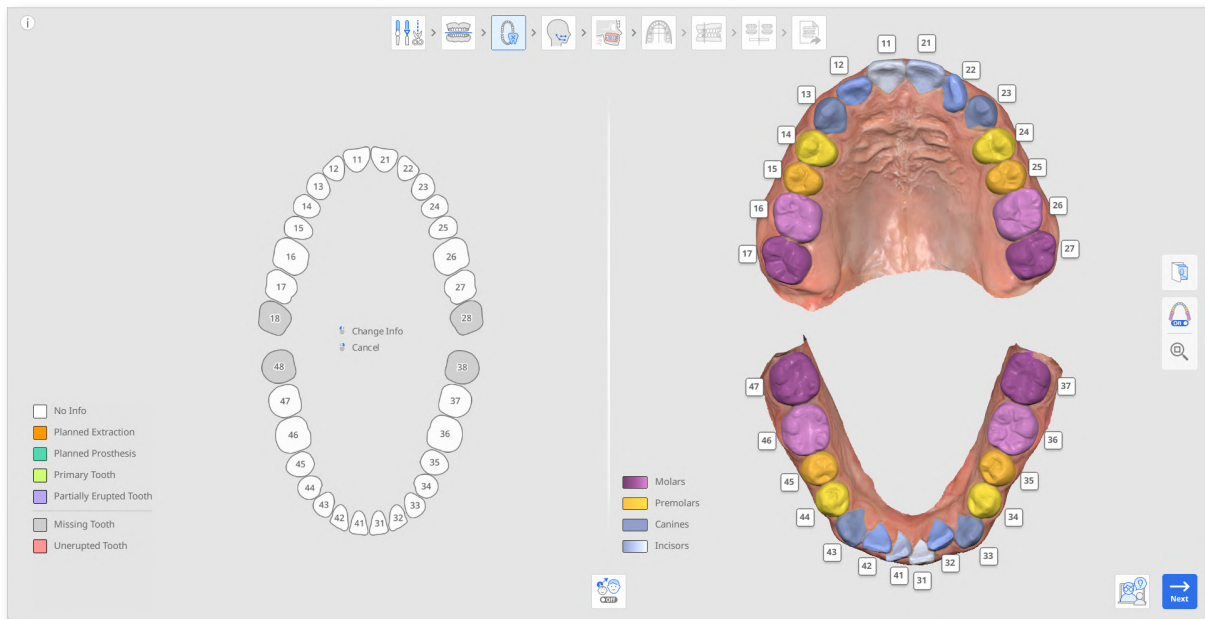 i
11 21
12 22
13 23
14 24
15 25
16 26
17 27
18 28
Change Info
Cancel
48 38
47 37
46 36
45 35
44 34
43 33
42 41 31 32
No Info
Planned Extraction
Planned Prosthesis
Primary Tooth
Partially Erupted Tooth
Missing Tooth
Unerupted Tooth
11 21
12 22
13 23
14 24
15 25
16 26
17 27
47 37
46 36
45 35
44 34
43 33
42 32
41 31
Molars
Premolars
Canines
Incisors
Off
On
Next